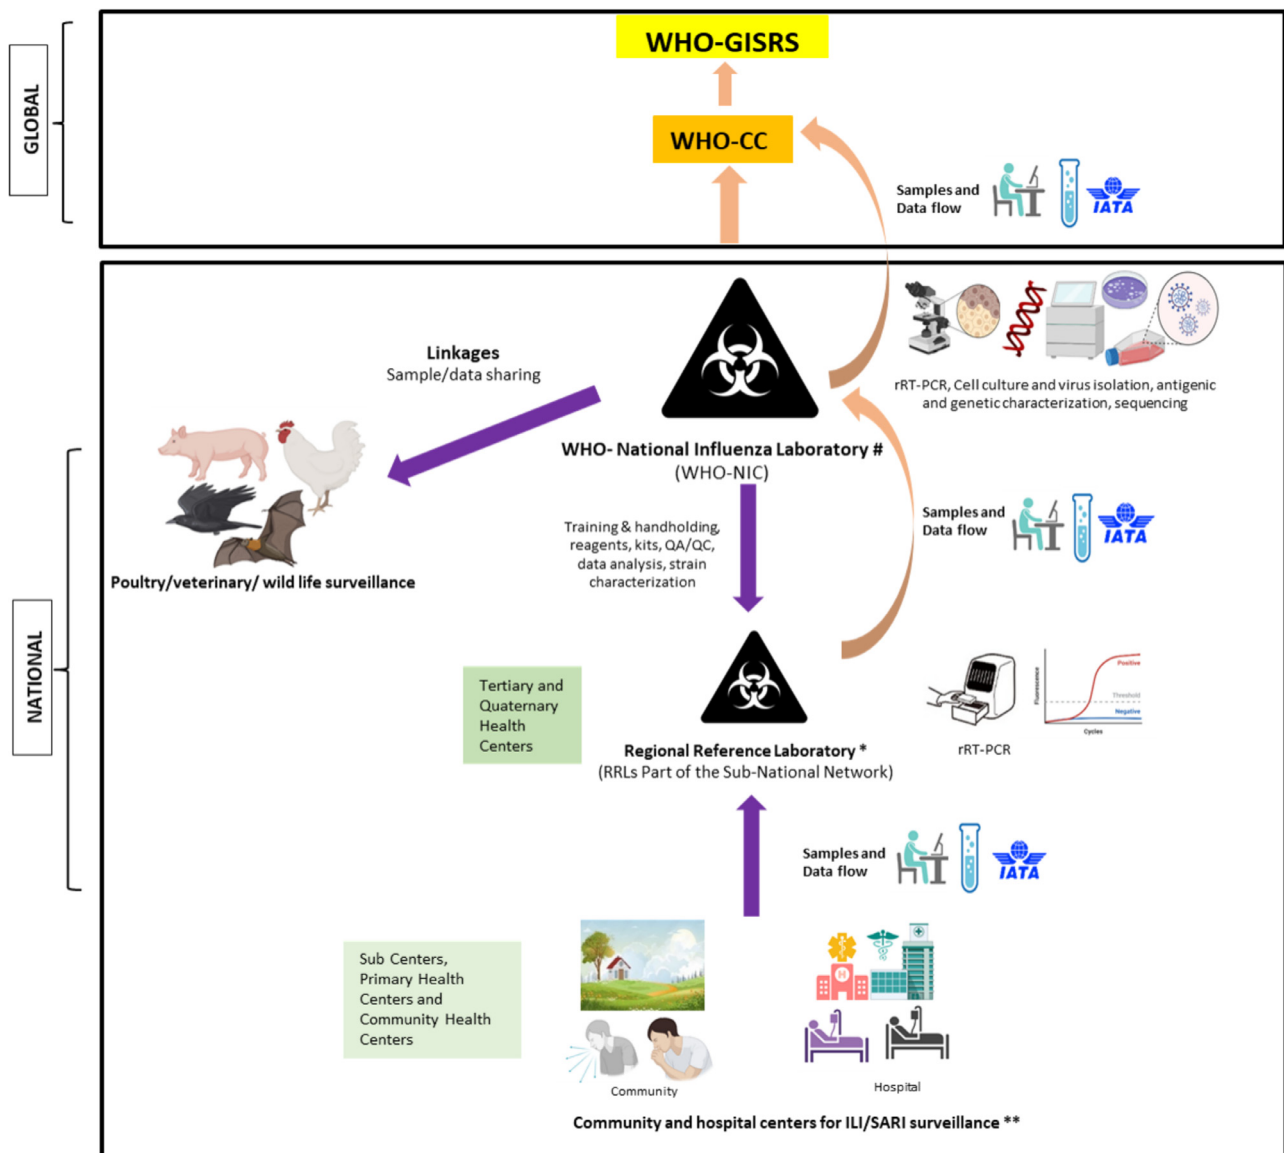 GLOBAL
WHO-GISRS
WHO-CC
Samples and
Data flow
IATA
NATIONAL
Linkages
Sample/data sharing
rRT-PCR, Cell culture and virus isolation, antigenic
and genetic characterization, sequencing
WHO- National Influenza Laboratory #
(WHO-NIC)
Samples and
Data flow
IATA
Training & handholding,
reagents, kits, QA/QC,
data analysis, strain
characterization
Poultry/veterinary/ wild life surveillance
Tertiary and
Quaternary
Health
Centers
Regional Reference Laboratory *
(RRLs Part of the Sub-National Network)
rRT-PCR
Fluorescence
Positive
Threshold
Negative
Cycles
Samples and
Data flow
IATA
Sub Centers,
Primary Health
Centers and
Community Health
Centers
H
Community
Hospital
Community and hospital centers for ILI/SARI surveillance **